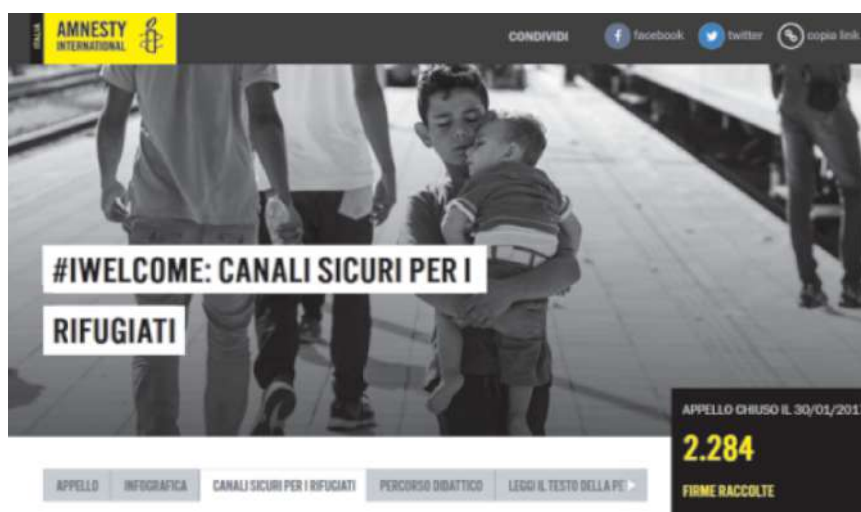 ITALIA
AMNESTY
INTERNATIONAL
CONDIVIDI
facebook
twitter
copia link
#IWELCOME: CANALI SICURI PER I
RIFUGIATI
APPELLO CHIUSO IL 30/01/2017
2.284
FIRME RACCOLTE
APPELLO
INFOGRAFICA
CANALI SICURI PER I RIFUGIATI
PERCORSO DIDATTICO
LEGGI IL TESTO DELLA PE